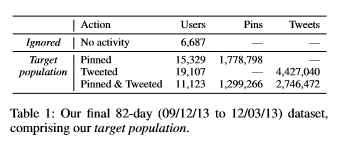 Action Users Pins Tweets
Ignored No activity 6,687 — —
Target Pinned 15,329 1,778,798 —
population Tweeted 19,107 — 4,427,040
Pinned & Tweeted 11,123 1,299,266 2,746,472
Table 1: Our final 82-day (09/12/13 to 12/03/13) dataset,
comprising our target population.